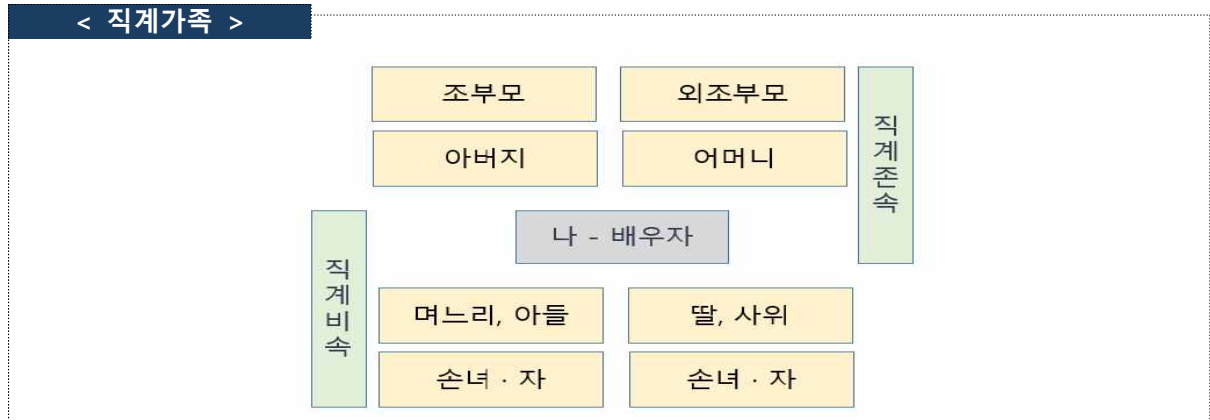 < 직계가족 >
조부모 외조부모
아버지 어머니
직계존속
나 - 배우자
직계비속
며느리, 아들 딸, 사위
손녀 · 자 손녀 · 자